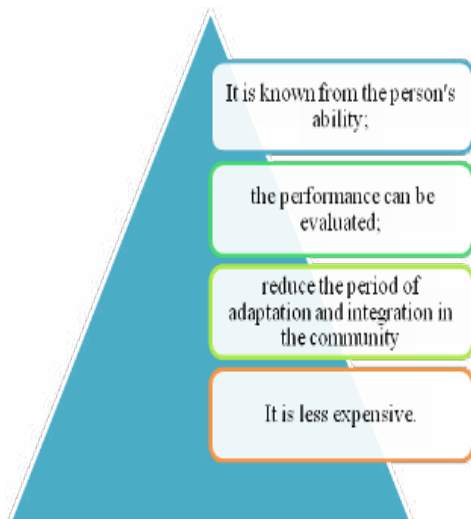 It is known from the person's
ability;
the performance can be
evaluated;
reduce the period of
adaptation and integration in
the community
It is less expensive.